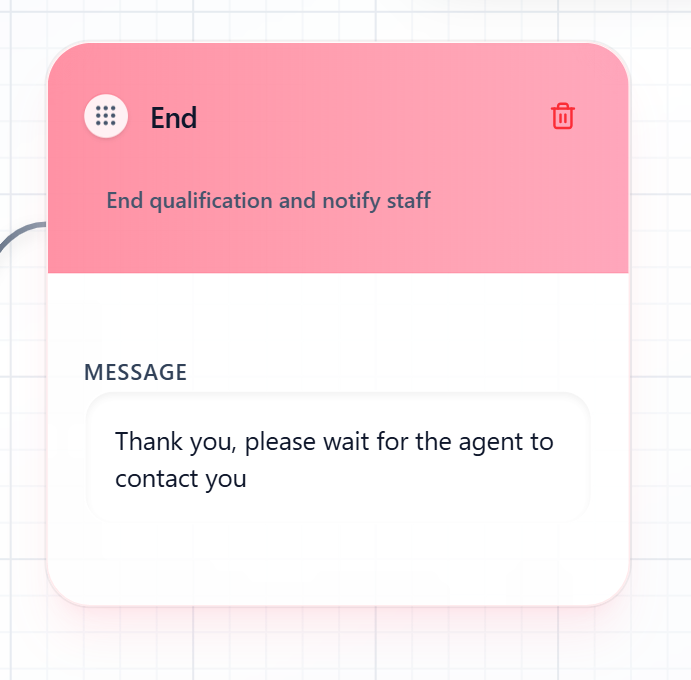 End
End qualification and notify staff
MESSAGE
Thank you, please wait for the agent to
contact you